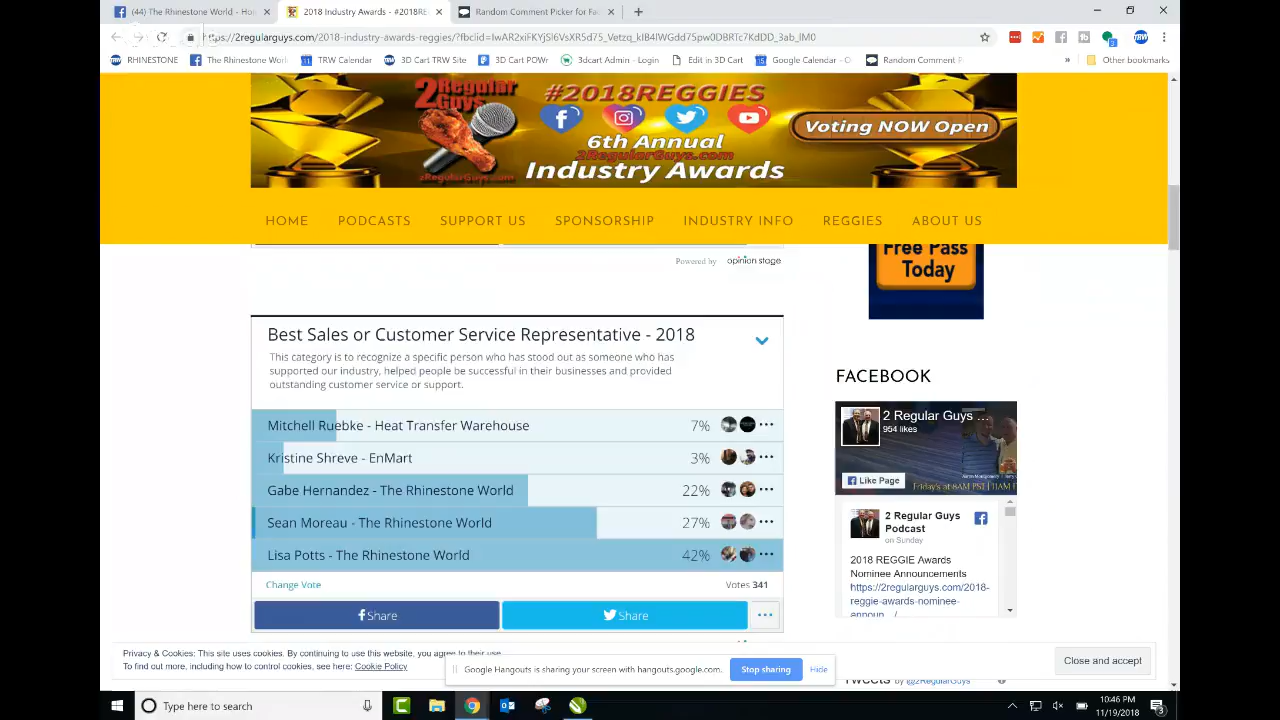 (44) The Rhinestone World - Ho
2018 Industry Awards - #2018RE
Random Comment Picker for Fac
https://2regularguys.com/2018-industry-awards-reggies/?fbclid=
RHINESTONE
The Rhinestone Worl
TRW Calendar
3D Cart TRW Site
3D Cart POWr
3dcart Admin - Login
Edit in 3D Cart
Google Calendar - O
Random Comment P
»
Other bookmarks
2Regular Guys
2RegularGuys.com
#2018REGGIES
6th Annual
2RegularGuys.com
Industry Awards
Voting NOW Open
HOME PODCASTS SUPPORT US SPONSORSHIP INDUSTRY INFO REGGIES ABOUT US
Powered by opinion stage
Free Pass
Today
Best Sales or Customer Service Representative - 2018
This category is to recognize a specific person who has stood out as someone who has
supported our industry, helped people be successful in their businesses and provided
outstanding customer service or support.
Mitchell Ruebke - Heat Transfer Warehouse 7%
Kristine Shreve - EnMart 3%
Gabe Hernandez - The Rhinestone World 22%
Sean Moreau - The Rhinestone World 27%
Lisa Potts - The Rhinestone World 42%
Change Vote Votes 341
Share Share
FACEBOOK
2 Regular Guys ...
954 likes
Like Page
Friday's at 8AM PST | 11AM
2 Regular Guys
Podcast
on Sunday
2018 REGGIE Awards
Nominee Announcements
https://2regularguys.com/2018-
reggie-awards-nominee-
announ.../
Tweets by @2RegularGuys
Privacy & Cookies: This site uses cookies. By continuing to use this website, you agree to their use.
To find out more, including how to control cookies, see here: Cookie Policy
Close and accept
Google Hangouts is sharing your screen with hangouts.google.com.
Stop sharing
Hide
Type here to search
10:46 PM
11/19/2018
3